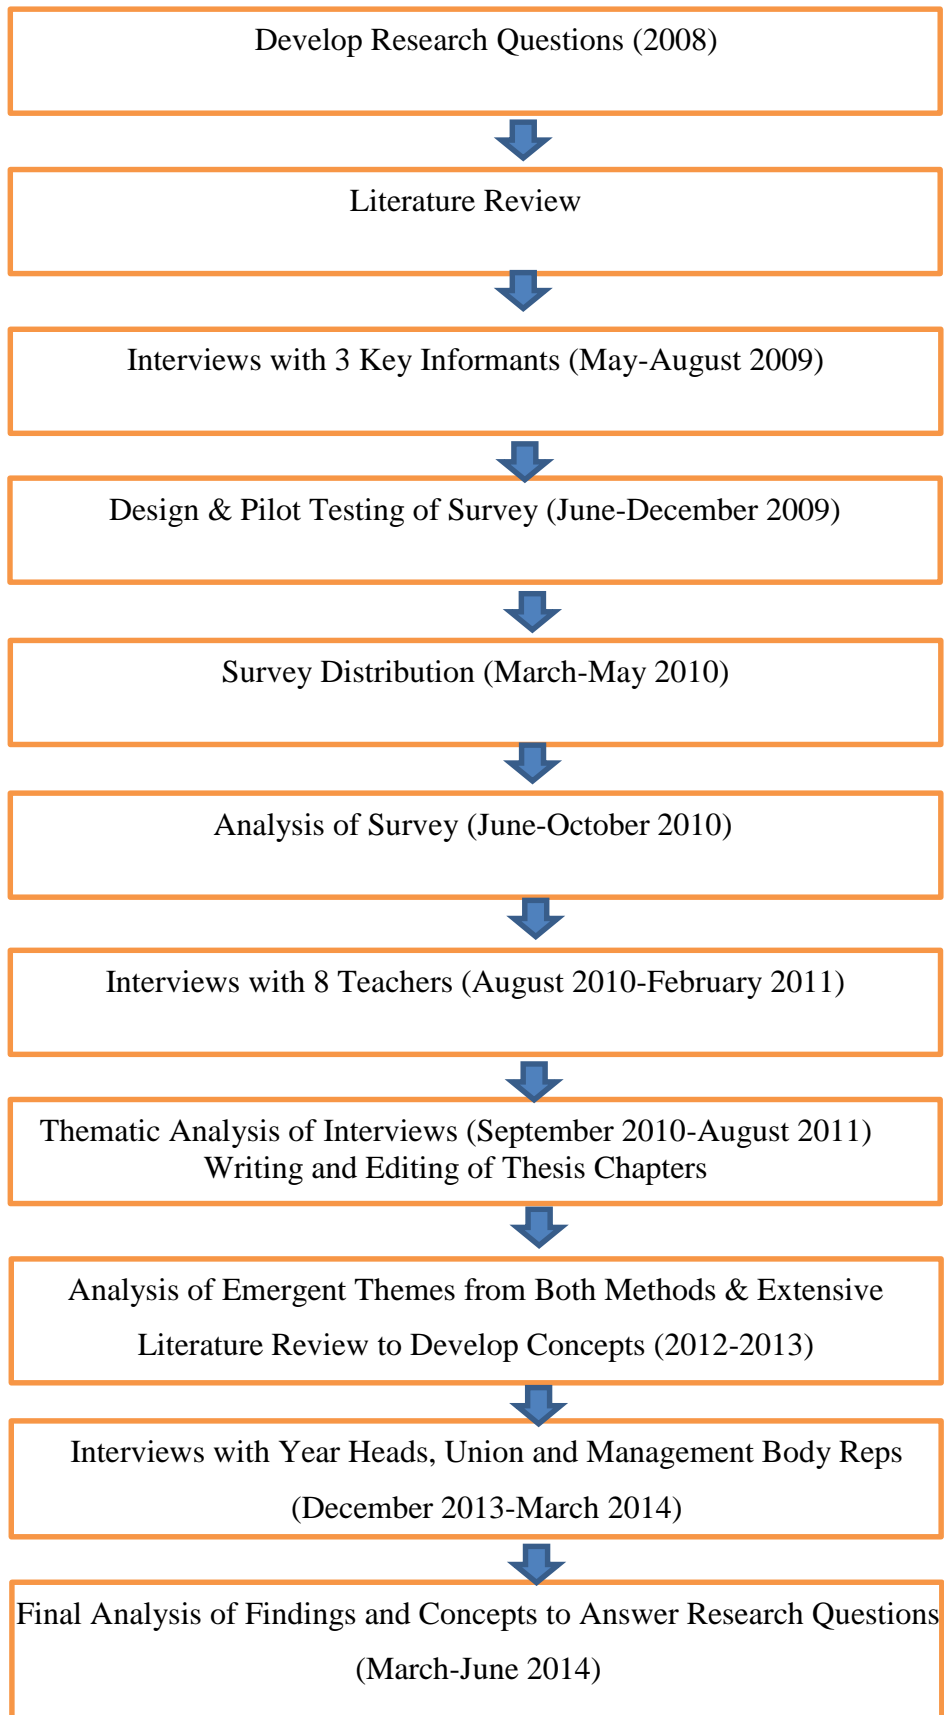 Develop Research Questions (2008)
Literature Review
Interviews with 3 Key Informants (May-August 2009)
Design & Pilot Testing of Survey (June-December 2009)
Survey Distribution (March-May 2010)
Analysis of Survey (June-October 2010)
Interviews with 8 Teachers (August 2010-February 2011)
Thematic Analysis of Interviews (September 2010-August 2011)
Writing and Editing of Thesis Chapters
Analysis of Emergent Themes from Both Methods & Extensive
Literature Review to Develop Concepts (2012-2013)
Interviews with Year Heads, Union and Management Body Reps
(December 2013-March 2014)
Final Analysis of Findings and Concepts to Answer Research Questions
(March-June 2014)